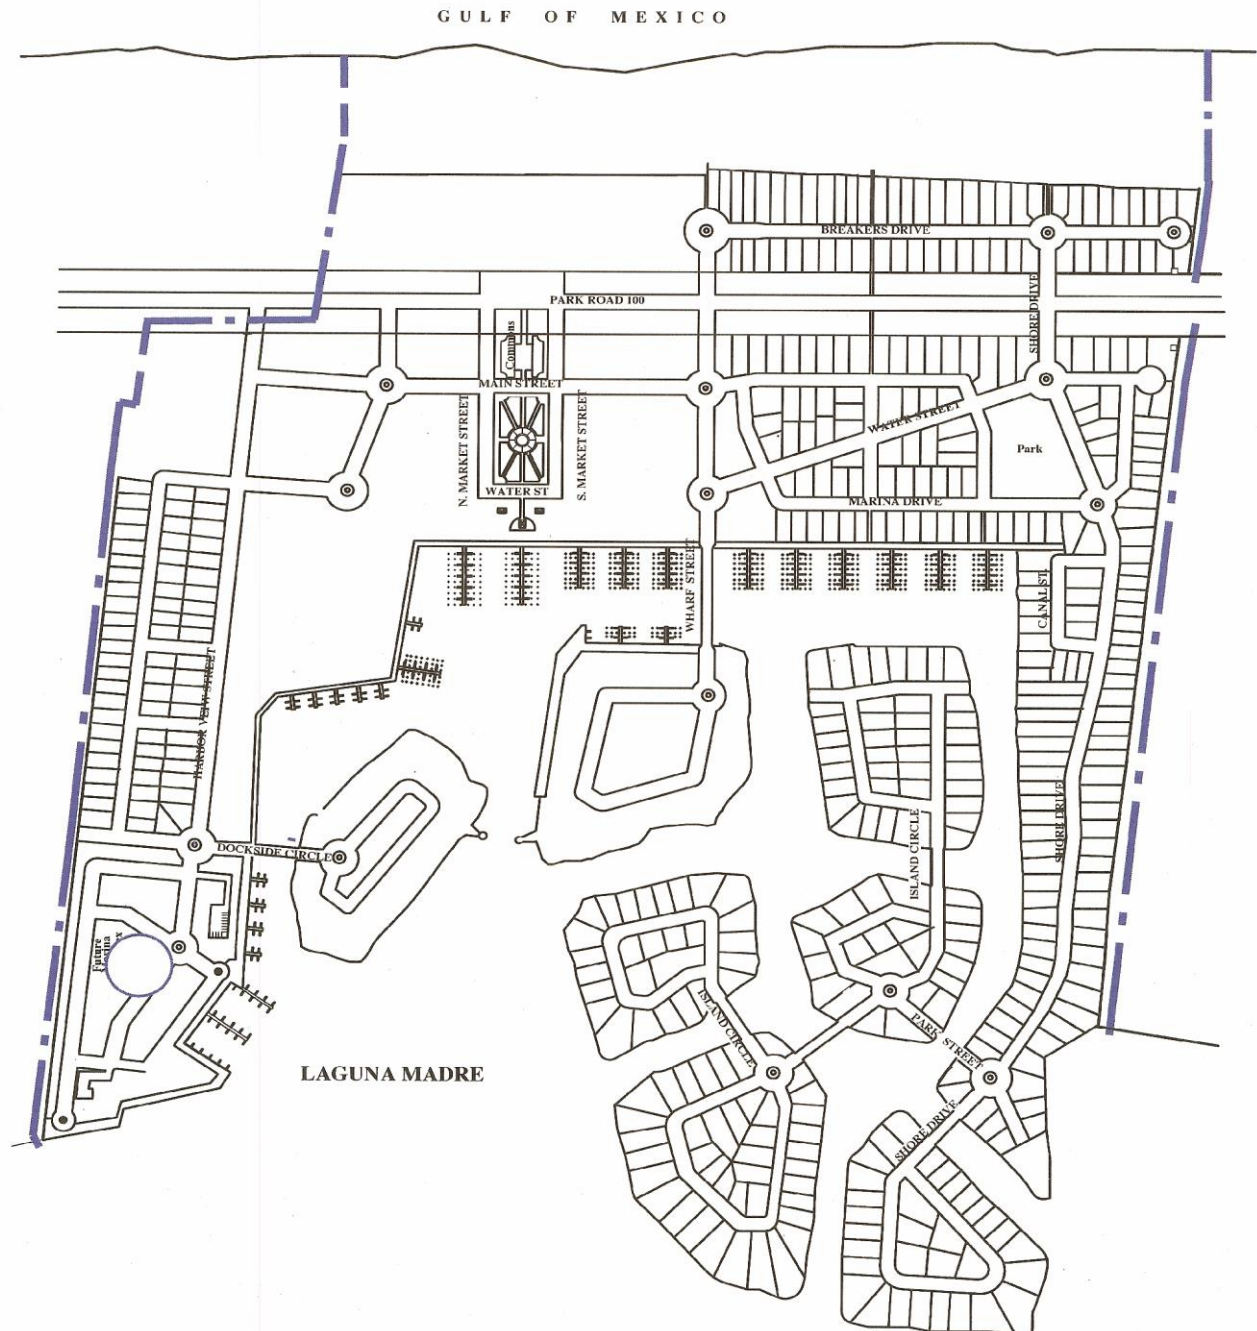 GULF OF MEXICO
BREAKERS DRIVE
PARK ROAD 100
SHORE DRIVE
Commons
MAIN STREET
N. MARKET STREET
S. MARKET STREET
WATER STREET
Park
WATER ST
MARINA DRIVE
WHARF STREET
CANAL ST.
HARBOR VEIW STREET
SHORE DRIVE
DOCKSIDE CIRCLE
ISLAND CIRCLE
Future
ISLAND CIRCLE
PARK STREET
LAGUNA MADRE
SHORE DRIVE